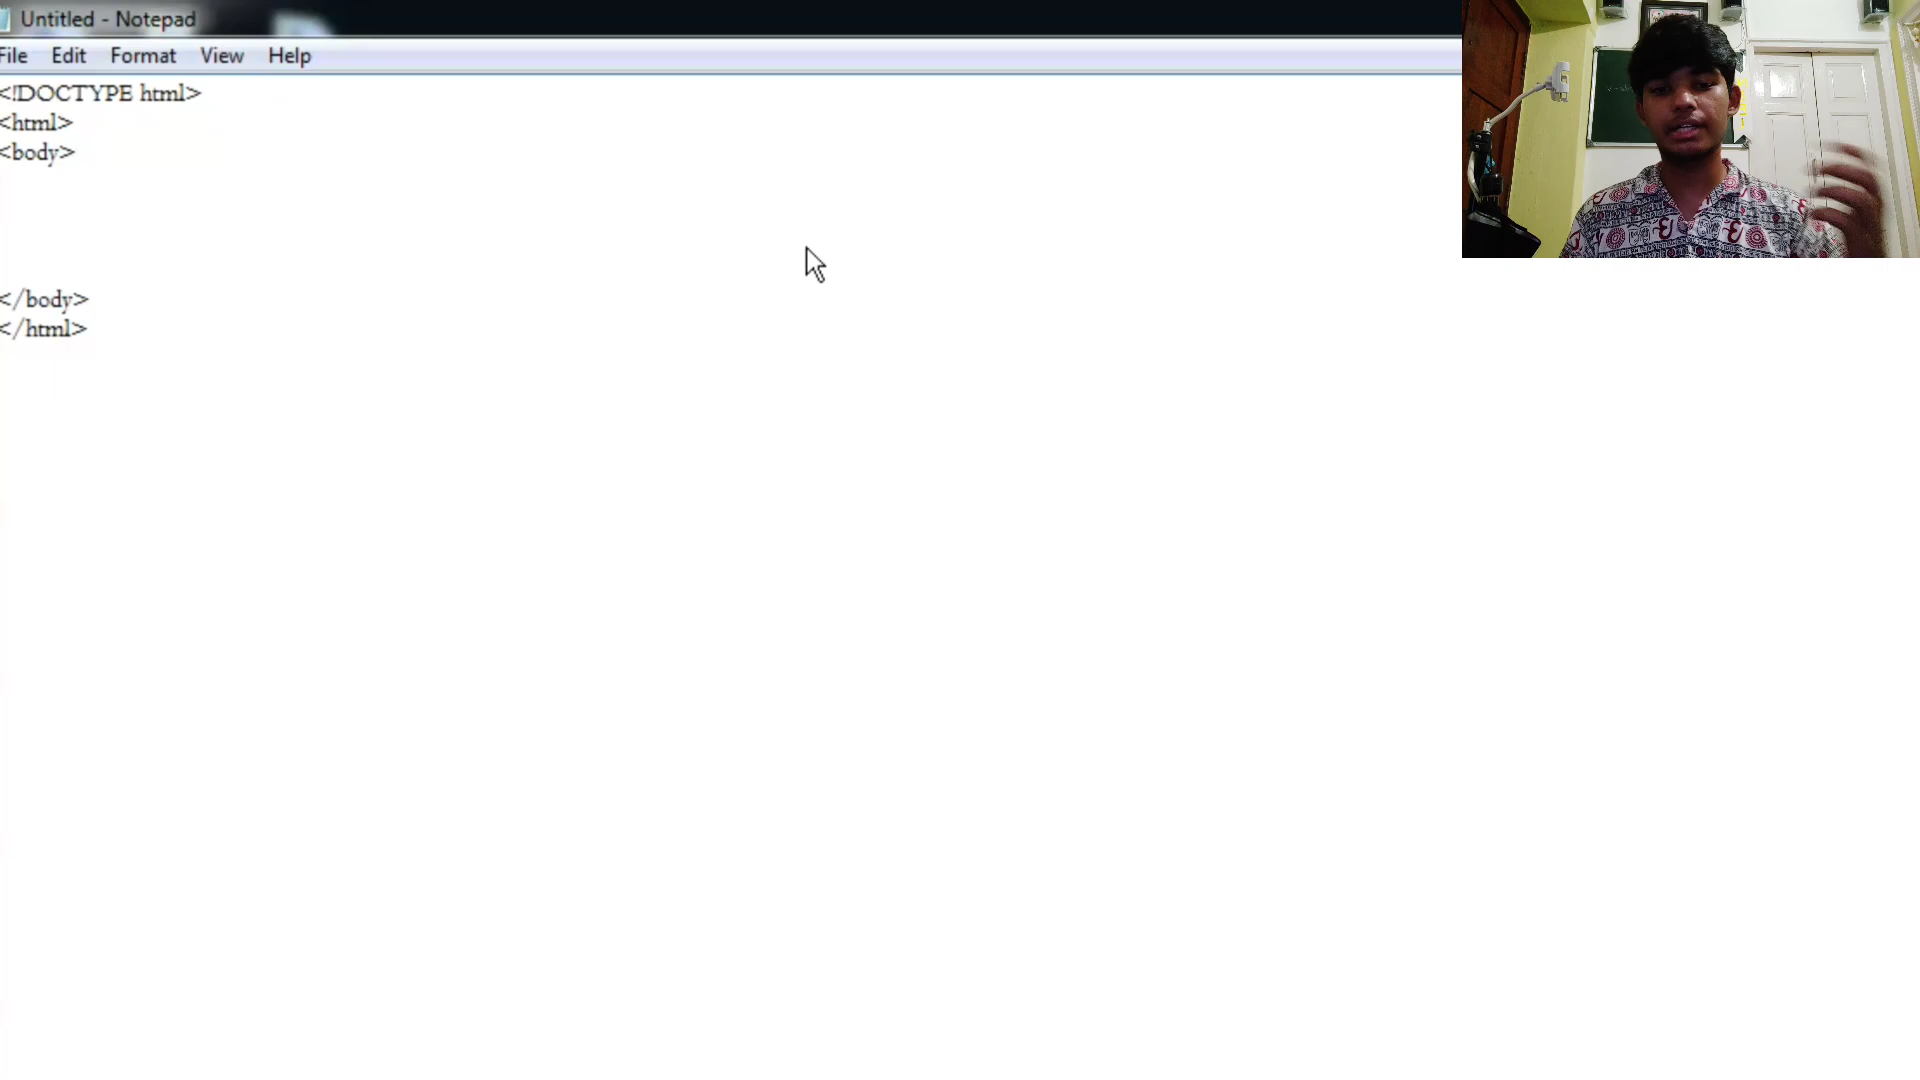 Untitled - Notepad
File Edit Format View Help
<!DOCTYPE html>
<html>
<body>
</body>
</html>